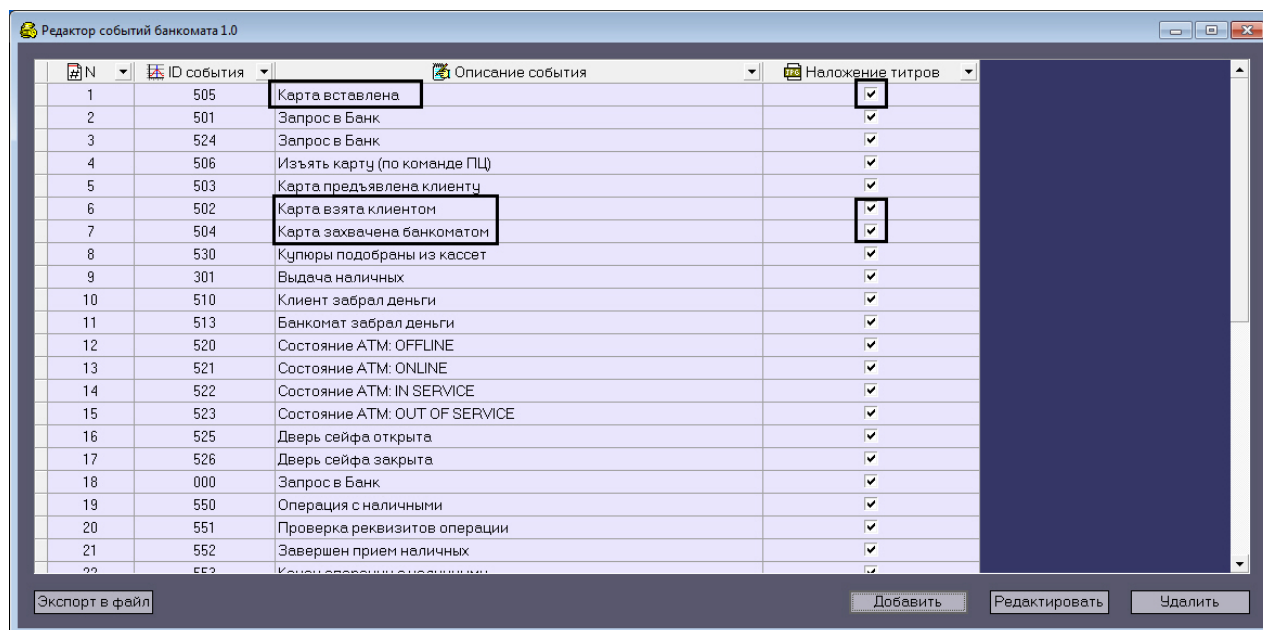 Редактор событий банкомата 1.0
N ID события Описание события Наложение титров
1 505 Карта вставлена
2 501 Запрос в Банк
3 524 Запрос в Банк
4 506 Изъять карту (по команде ПЦ)
5 503 Карта предъявлена клиенту
6 502 Карта взята клиентом
7 504 Карта захвачена банкоматом
8 530 Купюры подобраны из кассет
9 301 Выдача наличных
10 510 Клиент забрал деньги
11 513 Банкомат забрал деньги
12 520 Состояние ATM: OFFLINE
13 521 Состояние ATM: ONLINE
14 522 Состояние ATM: IN SERVICE
15 523 Состояние ATM: OUT OF SERVICE
16 525 Дверь сейфа открыта
17 526 Дверь сейфа закрыта
18 000 Запрос в Банк
19 550 Операция с наличными
20 551 Проверка реквизитов операции
21 552 Завершен прием наличных
22 553 Конец операции с наличными
Экспорт в файл Добавить Редактировать Удалить